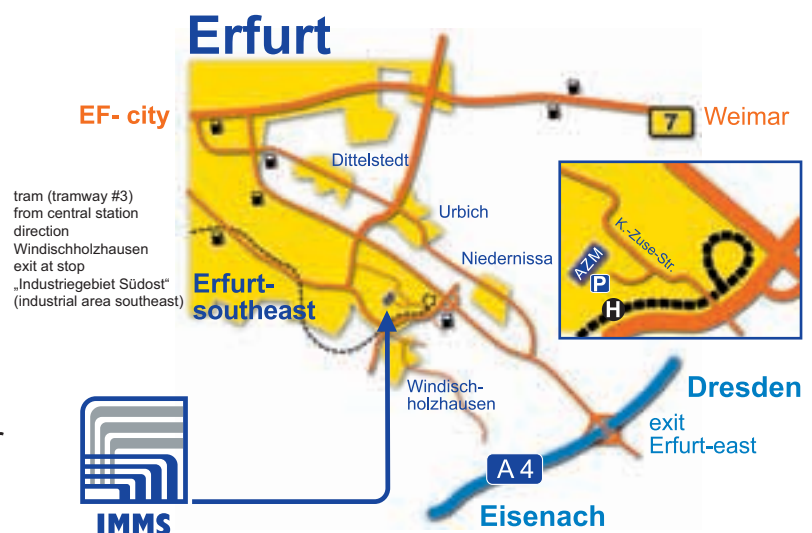 Erfurt
EF- city
7
Weimar
Dittelstedt
tram (tramway #3)
from central station
direction
Windischholzhausen
exit at stop
„Industriegebiet Südost“
(industrial area southeast)
Urbich
Niedernissa
Erfurt-
southeast
K.-Zuse-Str.
AZM
P
H
Windisch-
holzhausen
Dresden
exit
Erfurt-east
A 4
Eisenach
IMMS